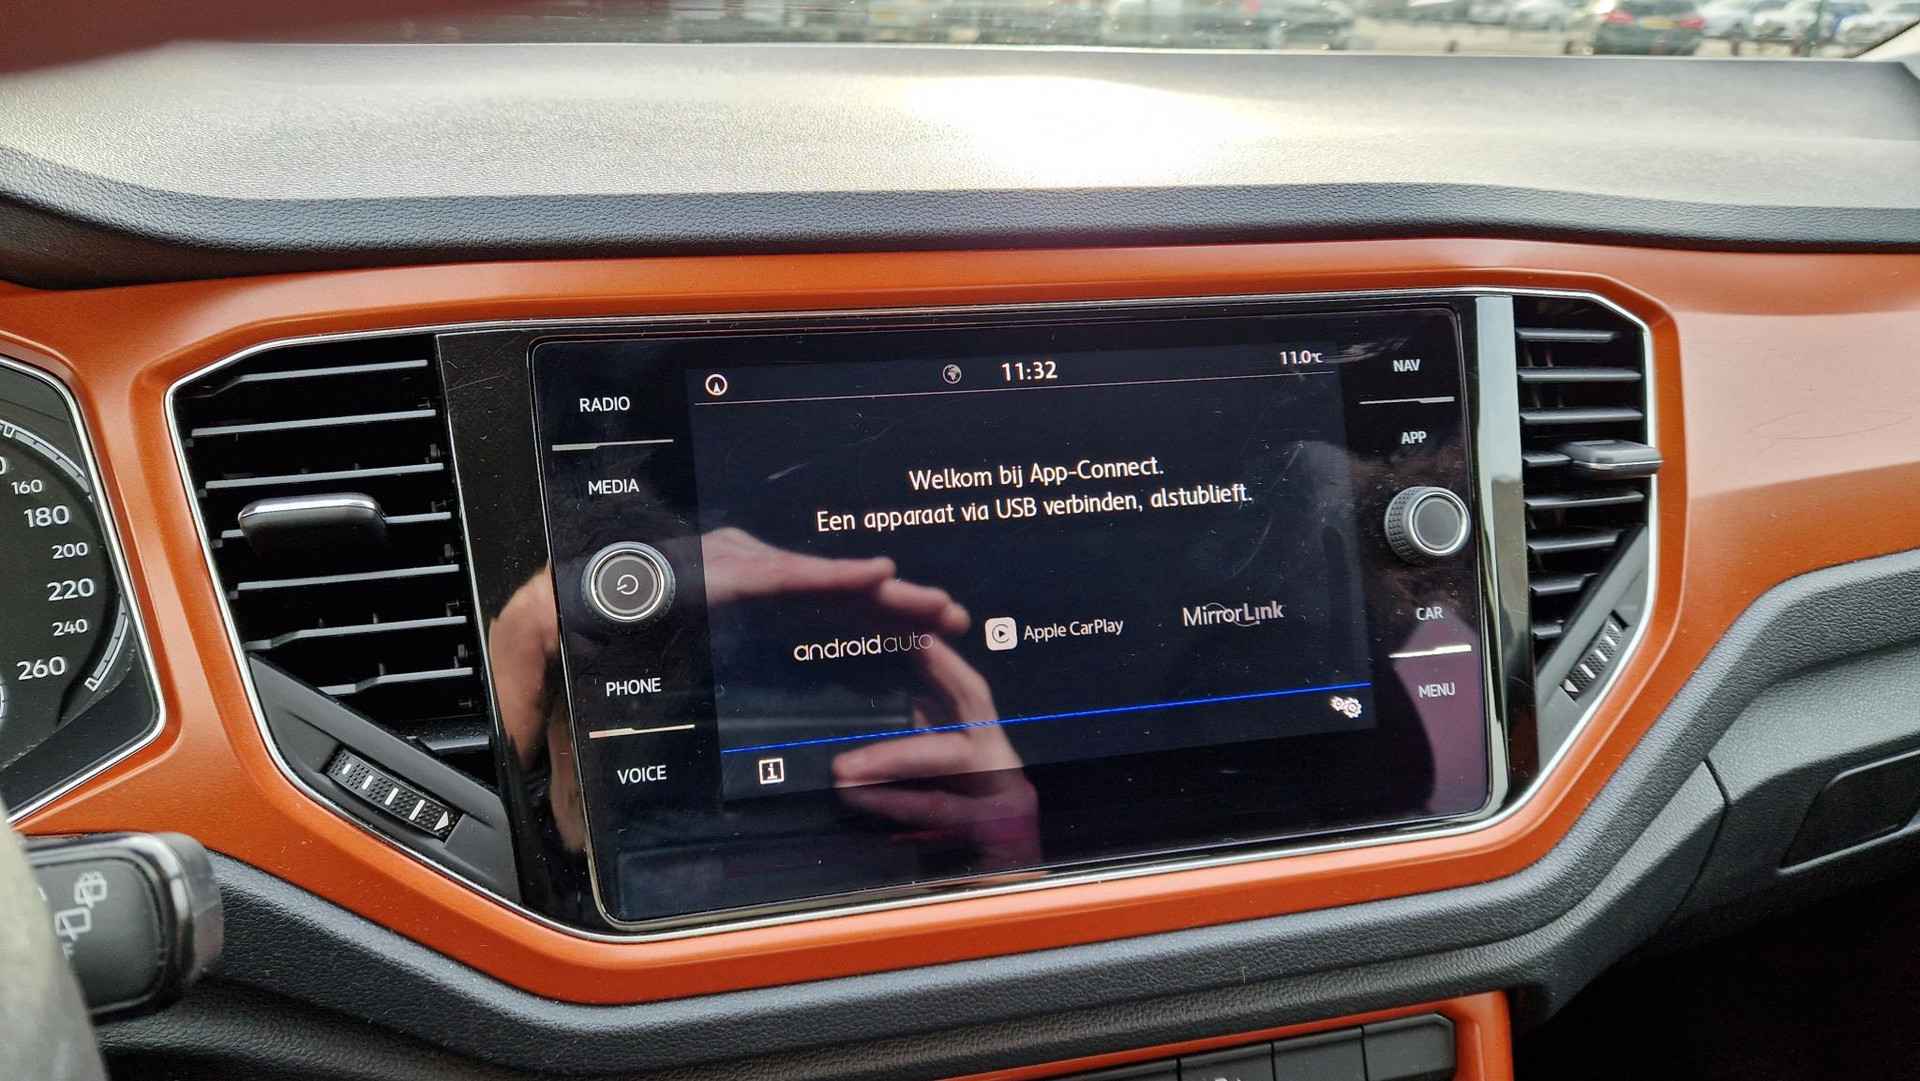 11:32
11.0℃
RADIO
MEDIA
PHONE
VOICE
Welkom bij App-Connect.
Een apparaat via USB verbinden, alstublieft.
androidauto
Apple CarPlay
MirrorLink
i
NAV
APP
CAR
MENU
160
180
200
220
240
260